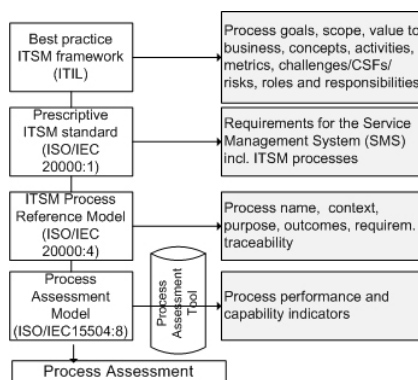 Best practice
ITSM framework
(ITIL)
Process goals, scope, value to
business, concepts, activities,
metrics, challenges/CSFs/
risks, roles and responsibilities
Prescriptive
ITSM standard
(ISO/IEC
20000:1)
Requirements for the Service
Management System (SMS)
incl. ITSM processes
ITSM Process
Reference Model
(ISO/IEC
20000:4)
Process name, context,
purpose, outcomes, requirem.
traceability
Process
Assessment
Model
(ISO/IEC15504:8)
Process
Assessment
Tool
Process performance and
capability indicators
Process Assessment